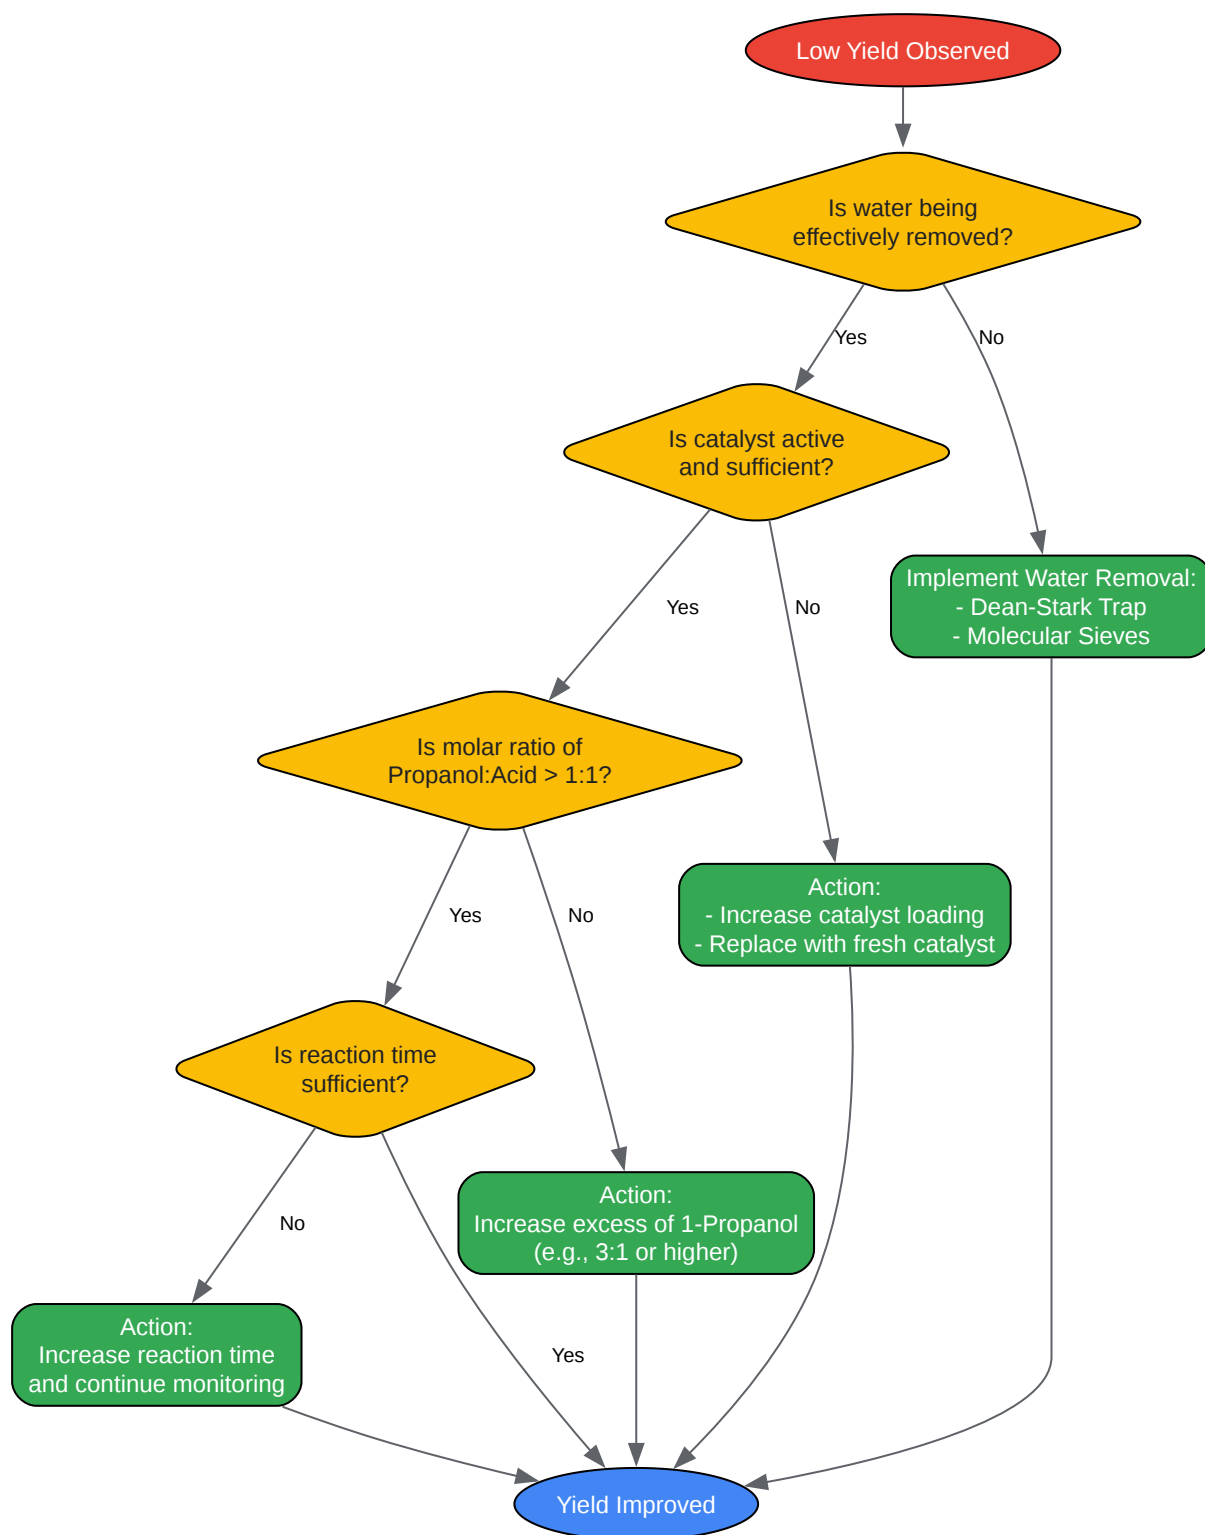 Low Yield Observed
Is water being
effectively removed?
Yes
No
Is catalyst active
and sufficient?
Implement Water Removal:
- Dean-Stark Trap
- Molecular Sieves
Yes
No
Is molar ratio of
Propanol:Acid > 1:1?
Action:
- Increase catalyst loading
- Replace with fresh catalyst
Yes
No
Is reaction time
sufficient?
Action:
Increase excess of 1-Propanol
(e.g., 3:1 or higher)
No
Yes
Action:
Increase reaction time
and continue monitoring
Yield Improved